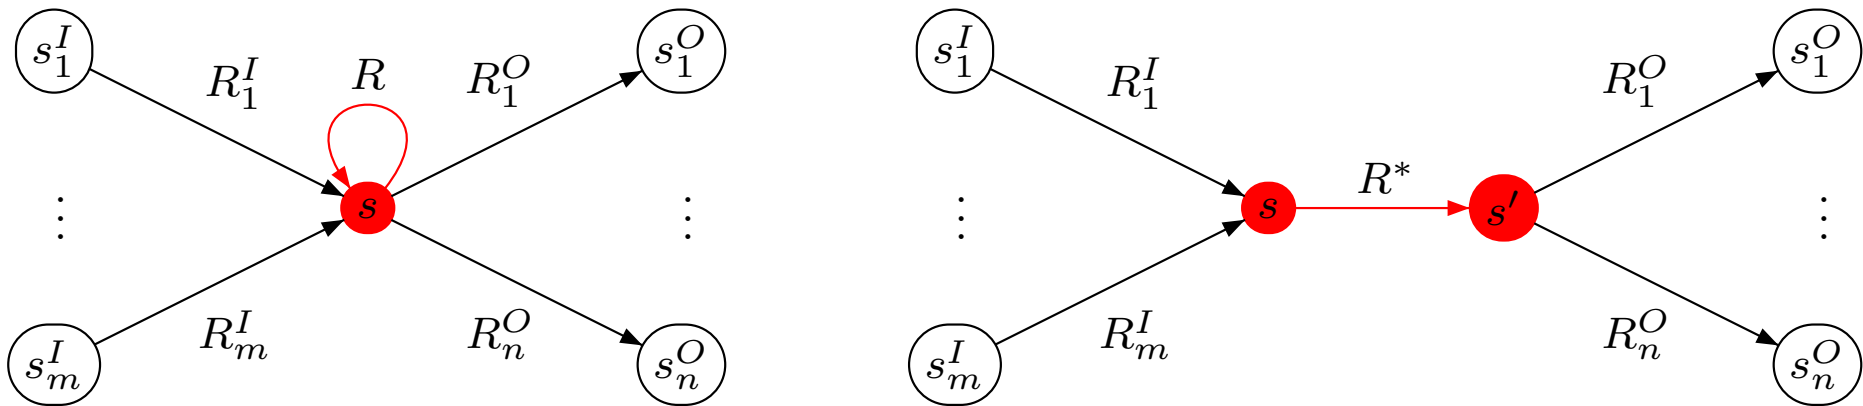 s_1^I R_1^I R R_1^O s_1^O s_1^I R_1^I R_1^O s_1^O
⋮ s ⋮ ⋮ s R* s′ ⋮
s_m^I R_m^I R_n^O s_n^O s_m^I R_m^I R_n^O s_n^O